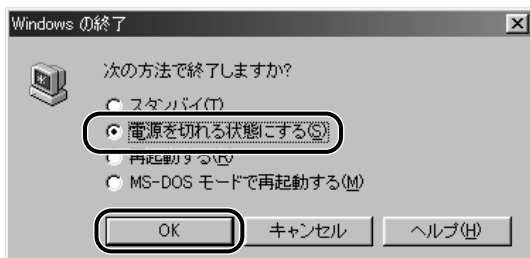 Windows の終了
次の方法で終了しますか?
スタンバイ(T)
電源を切れる状態にする(S)
再起動する(R)
MS-DOS モードで再起動する(M)
OK キャンセル ヘルプ(H)